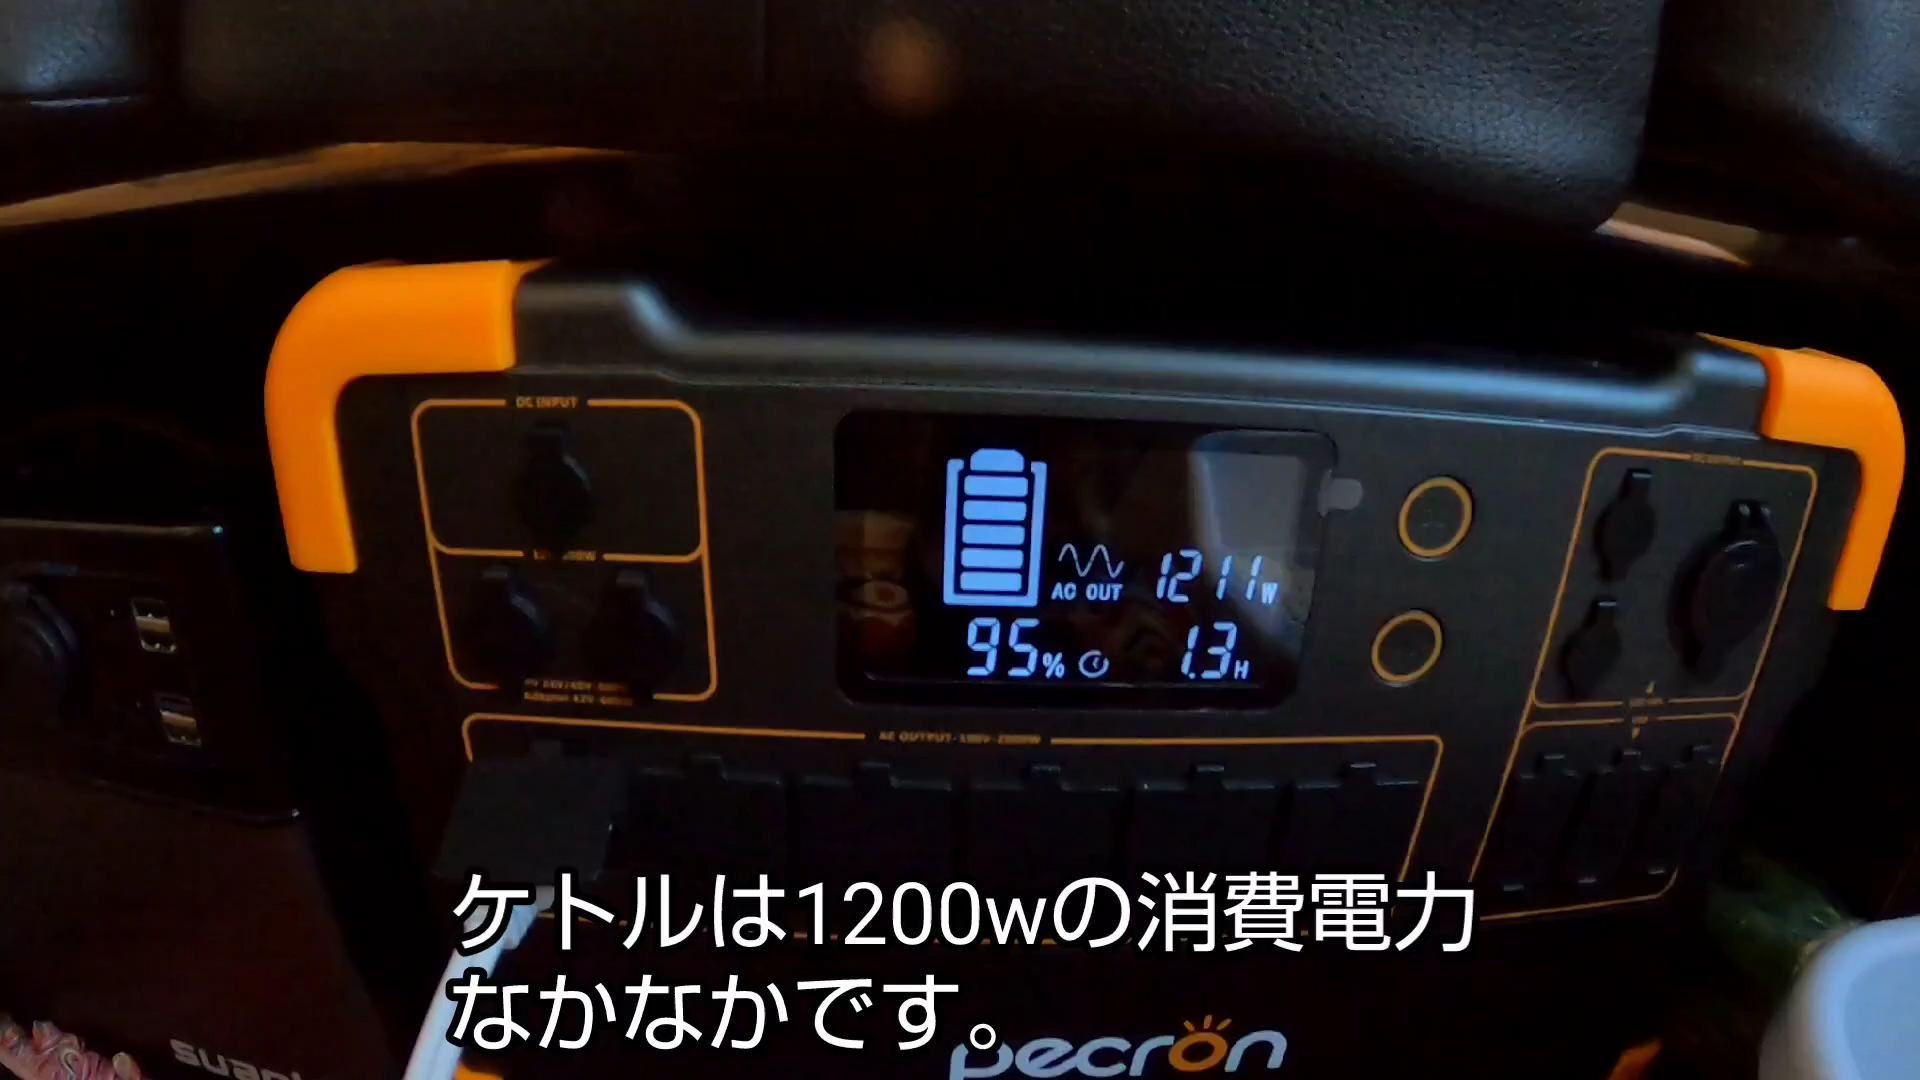 DC INPUT
AC OUT 1211W
95% 1.3H
AC OUTPUT-100V-2000W
ケトルは1200wの消費電力
なかなかです。
pecron
suaoki